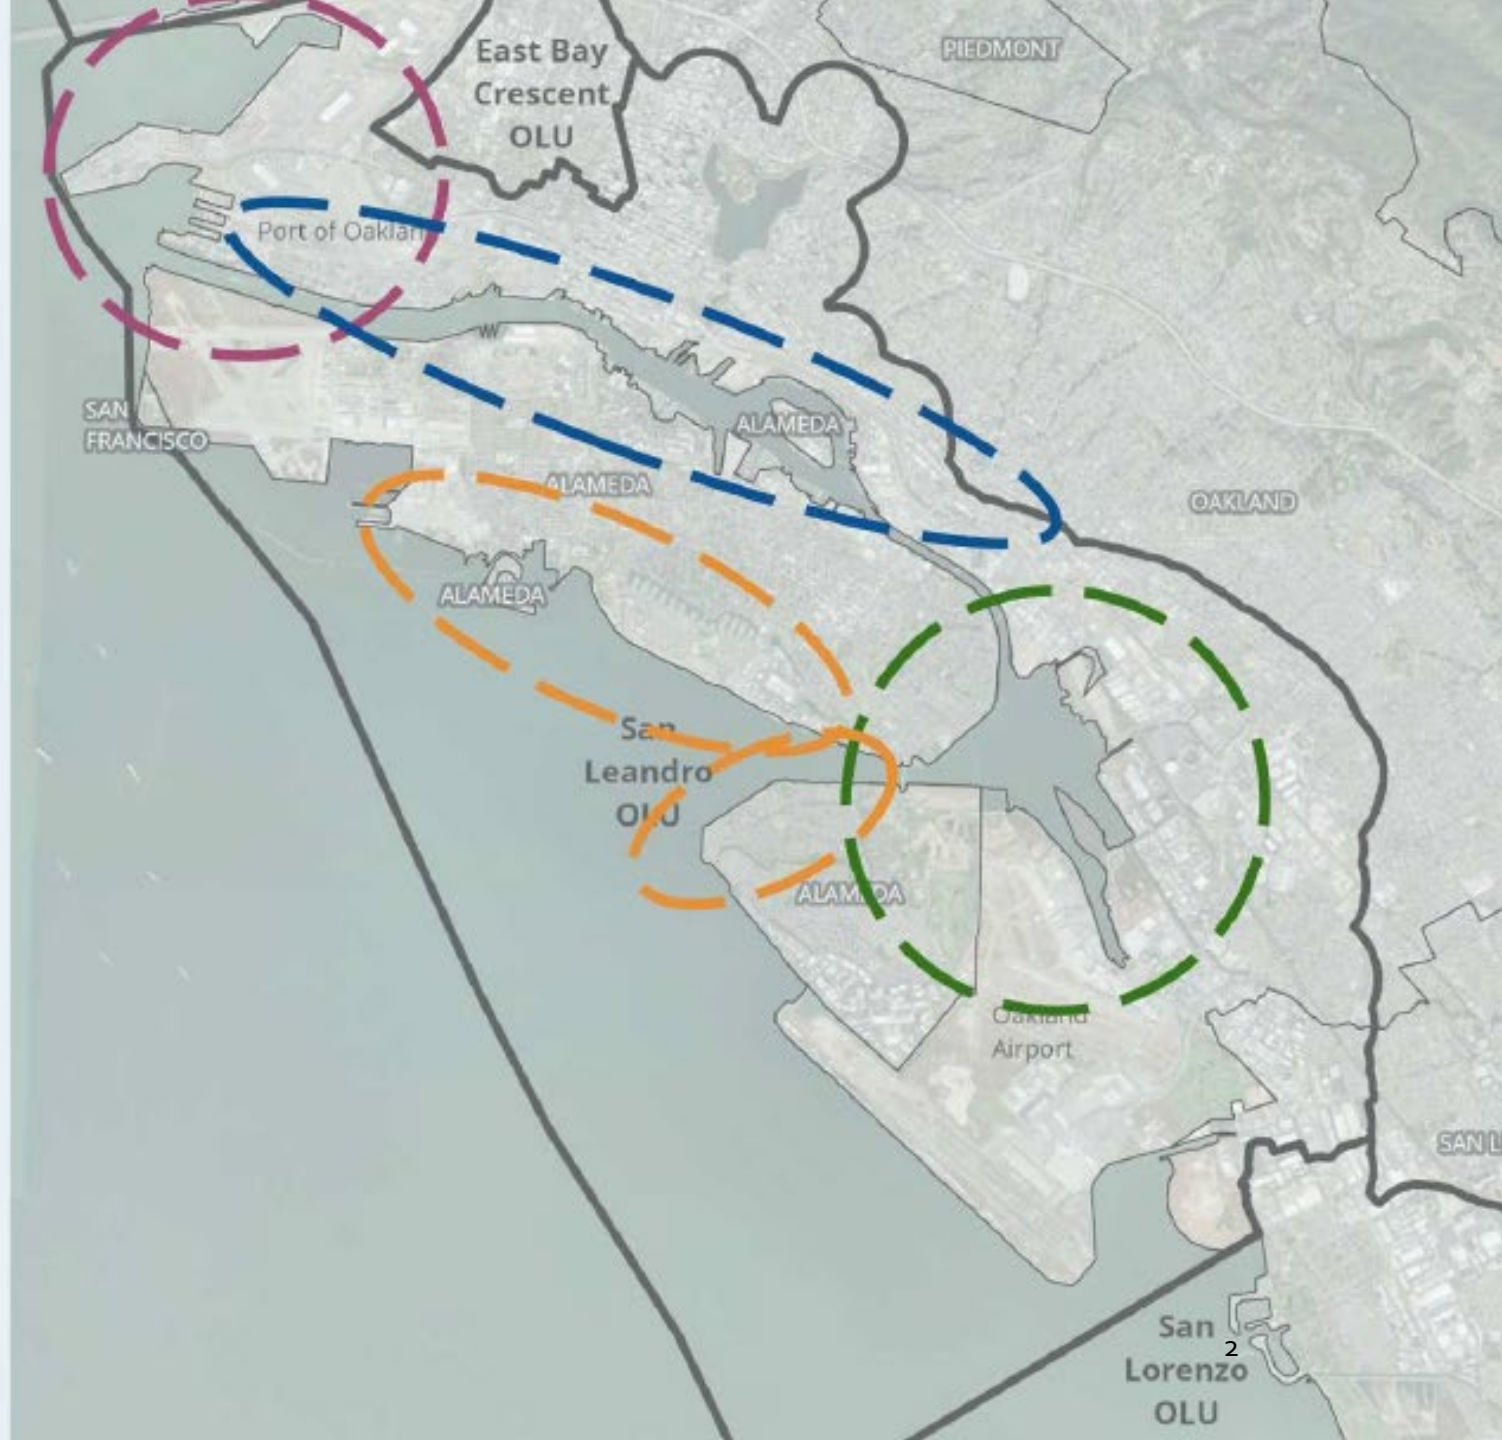 East Bay
Crescent
OLU
PIEDMONT
Port of Oakland
SAN
FRANCISCO
ALAMEDA
ALAMEDA
OAKLAND
ALAMEDA
San
Leandro
OLU
ALAMEDA
Oakland
Airport
SAN L
San
2
Lorenzo
OLU